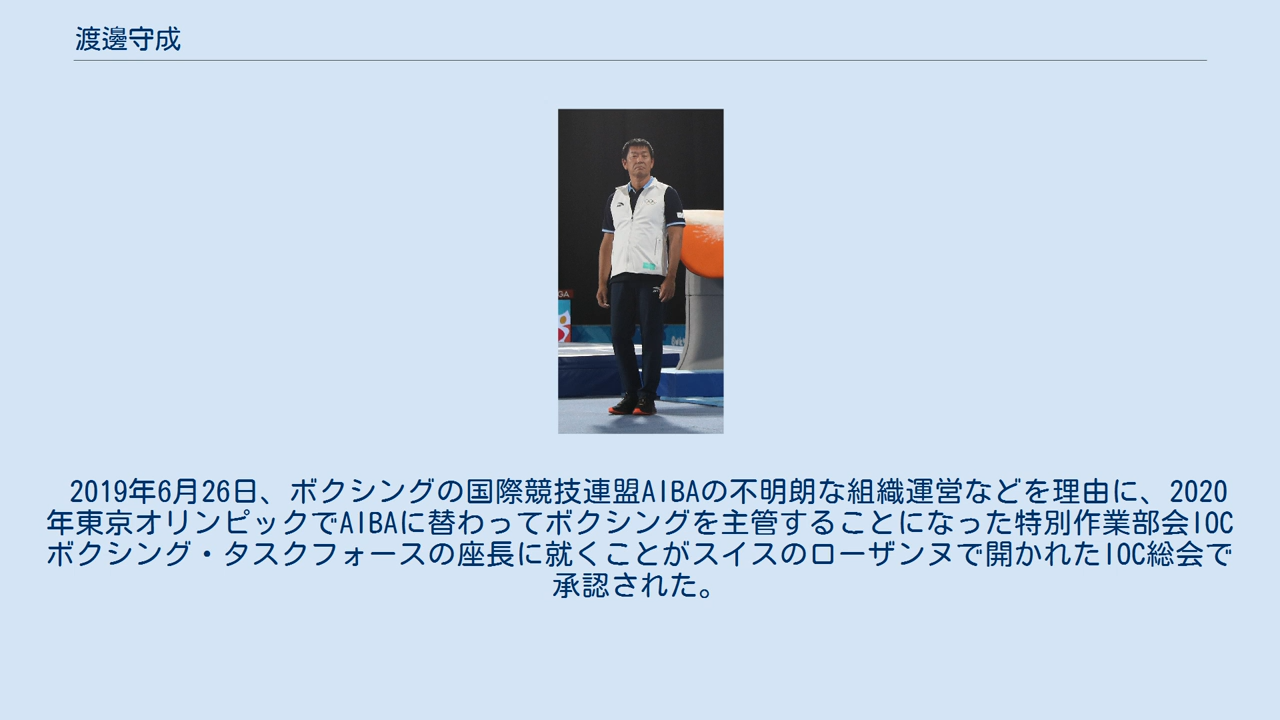 渡邊守成
2019年6月26日、ボクシングの国際競技連盟AIBAの不明朗な組織運営などを理由に、2020
年東京オリンピックでAIBAに替わってボクシングを主管することになった特別作業部会IOC
ボクシング・タスクフォースの座長に就くことがスイスのローザンヌで開かれたIOC総会で
承認された。